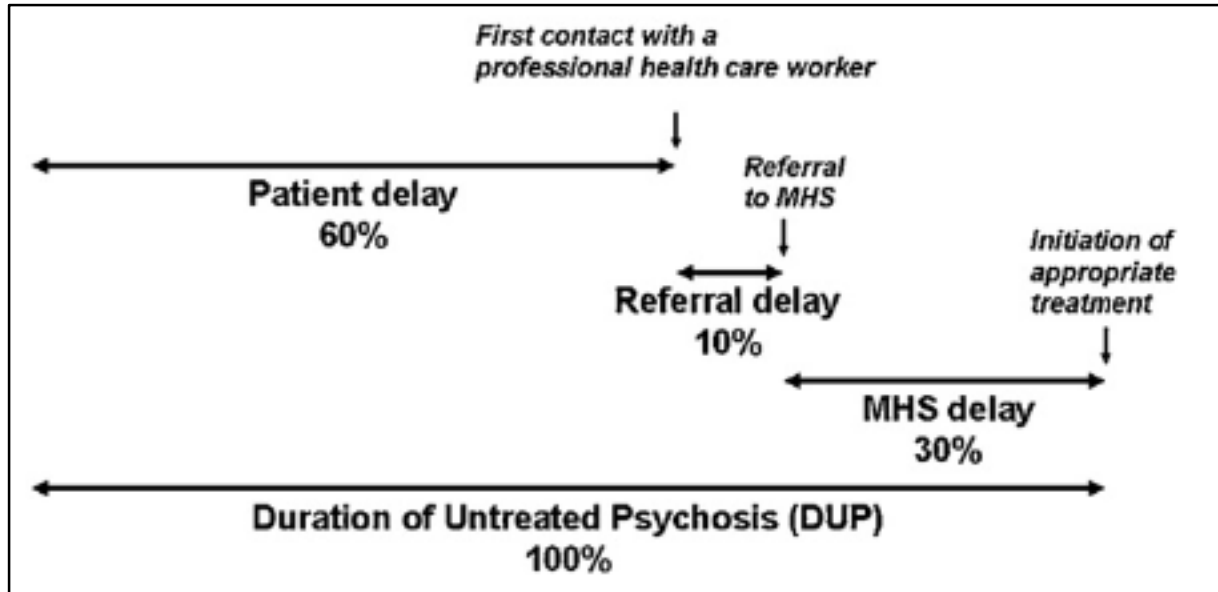 First contact with a
professional health care worker
Patient delay
60%
Referral
to MHS
Referral delay
10%
Initiation of
appropriate
treatment
MHS delay
30%
Duration of Untreated Psychosis (DUP)
100%